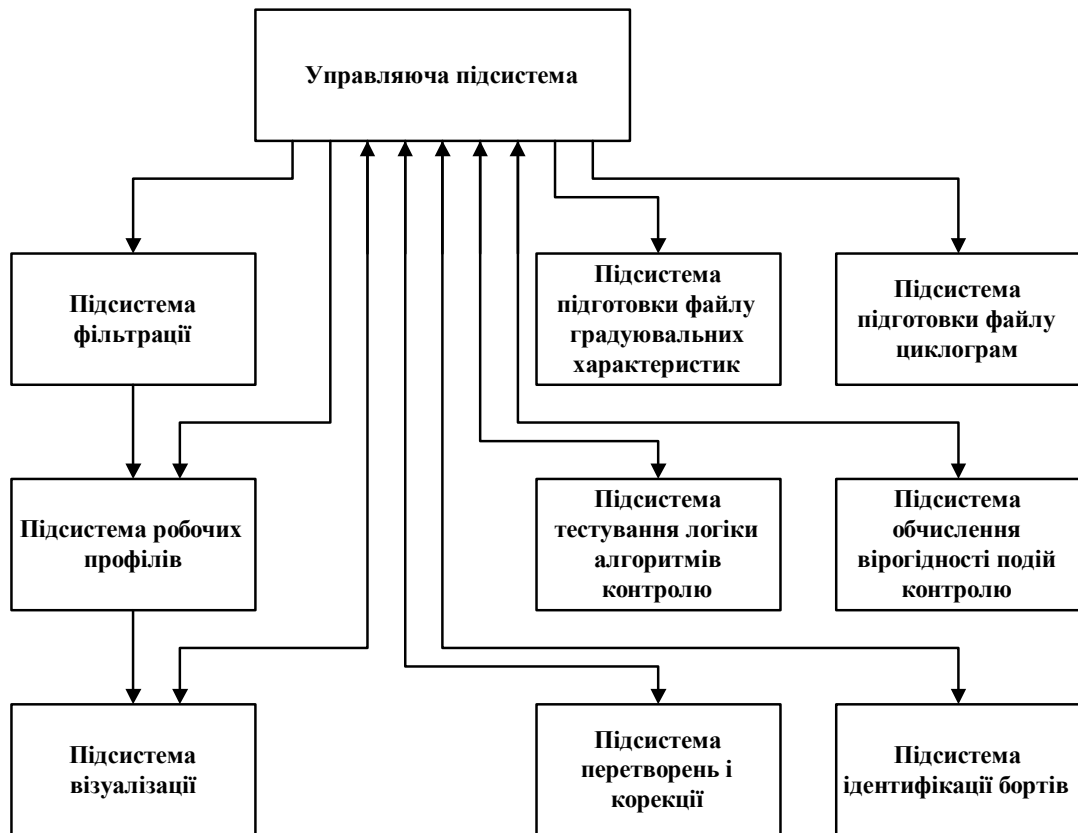 Управляюча підсистема
Підсистема
фільтрації
Підсистема
підготовки файлу
градуювальних
характеристик
Підсистема
підготовки файлу
циклограм
Підсистема робочих
профілів
Підсистема
тестування логіки
алгоритмів
контролю
Підсистема
обчислення
вірогідності подій
контролю
Підсистема
візуалізації
Підсистема
перетворень і
корекції
Підсистема
ідентифікації бортів